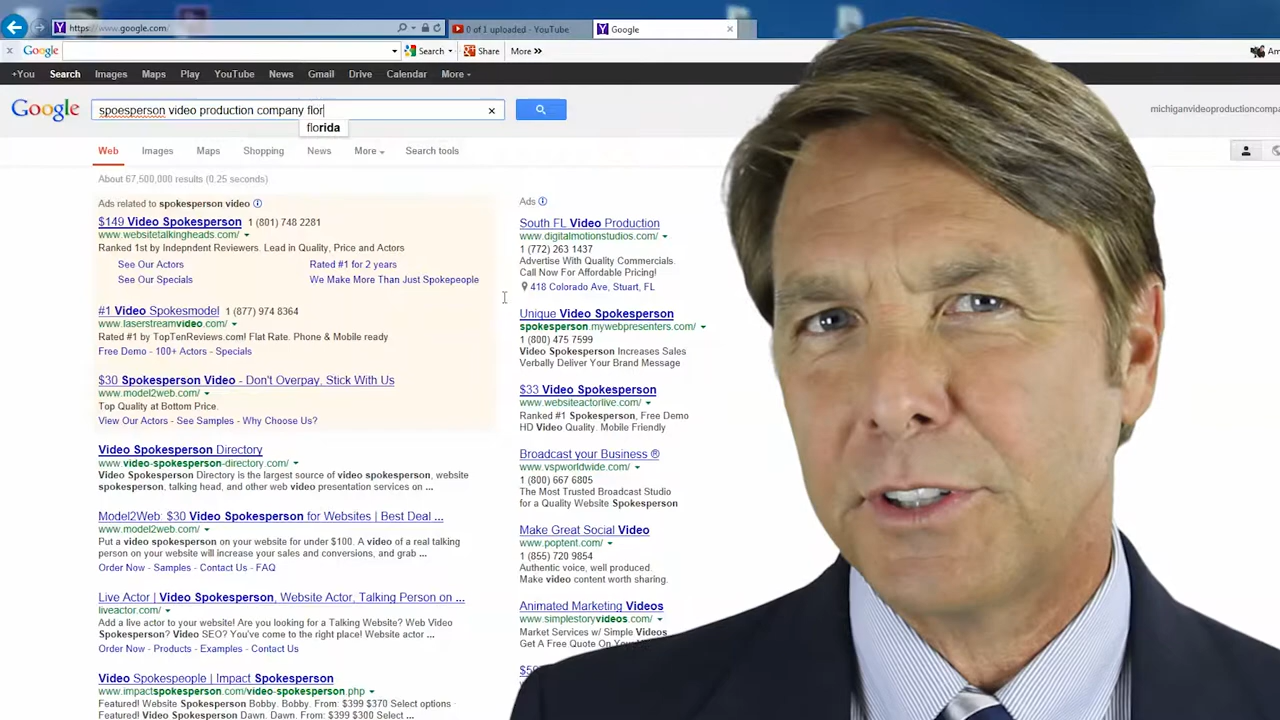 https://www.google.com/
0 of 1 uploaded - YouTube
Google
Google
Search
Share
More »
Am
+You Search Images Maps Play YouTube News Gmail Drive Calendar More
Google
spoesperson video production company flor
florida
michiganvideoproductioncompa
Web Images Maps Shopping News More Search tools
About 67,500,000 results (0.25 seconds)
Ads related to spokesperson video
$149 Video Spokesperson 1 (801) 748 2281
www.websitetalkingheads.com/
Ranked 1st by Indepndent Reviewers. Lead in Quality, Price and Actors
See Our Actors Rated #1 for 2 years
See Our Specials We Make More Than Just Spokepeople
#1 Video Spokesmodel 1 (877) 974 8364
www.laserstreamvideo.com/
Rated #1 by TopTenReviews.com! Flat Rate. Phone & Mobile ready
Free Demo - 100+ Actors - Specials
$30 Spokesperson Video - Don't Overpay, Stick With Us
www.model2web.com/
Top Quality at Bottom Price.
View Our Actors - See Samples - Why Choose Us?
Video Spokesperson Directory
www.video-spokesperson-directory.com/
Video Spokesperson Directory is the largest source of video spokesperson, website
spokesperson, talking head, and other web video presentation services on ...
Model2Web: $30 Video Spokesperson for Websites | Best Deal ...
www.model2web.com/
Put a video spokesperson on your website for under $100. A video of a real talking
person on your website will increase your sales and conversions, and grab ...
Order Now - Samples - Contact Us - FAQ
Live Actor | Video Spokesperson, Website Actor, Talking Person on ...
liveactor.com/
Add a live actor to your website! Are you looking for a Talking Website? Web Video
Spokesperson? Video SEO? You've come to the right place! Website actor ...
Order Now - Products - Examples - Contact Us
Video Spokespeople | Impact Spokesperson
www.impactspokesperson.com/video-spokesperson.php
Featured! Website Spokesperson Bobby. Bobby. From: $399 $370 Select options
Featured! Video Spokesperson Dawn. Dawn. From: $399 $300 Select ...
Ads
South FL Video Production
www.digitalmotionstudios.com/
1 (772) 263 1437
Advertise With Quality Commercials.
Call Now For Affordable Pricing!
418 Colorado Ave, Stuart, FL
Unique Video Spokesperson
spokesperson.mywebpresenters.com/
1 (800) 475 7599
Video Spokesperson Increases Sales
Verbally Deliver Your Brand Message
$33 Video Spokesperson
www.websiteactorlive.com/
Ranked #1 Spokesperson, Free Demo
HD Video Quality. Mobile Friendly
Broadcast your Business ®
www.vspworldwide.com/
1 (800) 667 6805
The Most Trusted Broadcast Studio
for a Quality Website Spokesperson
Make Great Social Video
www.poptent.com/
1 (855) 720 9854
Authentic voice, well produced.
Make video content worth sharing.
Animated Marketing Videos
www.simplestoryvideos.com/
Market Services w/ Simple Videos
Get A Free Quote On You